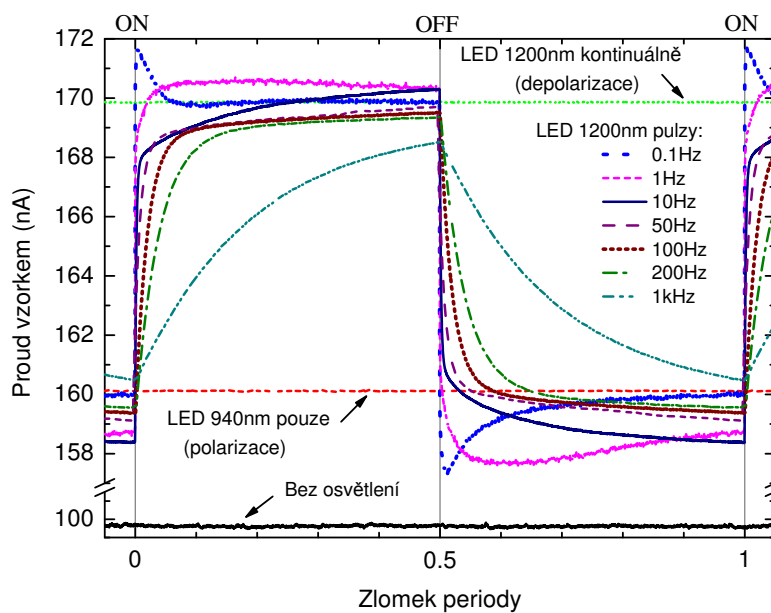 ON OFF ON
172
170
168
166
164
162
160
158
100
Proud vzorkem (nA)
LED 1200nm kontinuálně
(depolarizace)
LED 1200nm pulzy:
0.1Hz
1Hz
10Hz
50Hz
100Hz
200Hz
1kHz
LED 940nm pouze
(polarizace)
Bez osvětlení
0 0.5 1
Zlomek periody